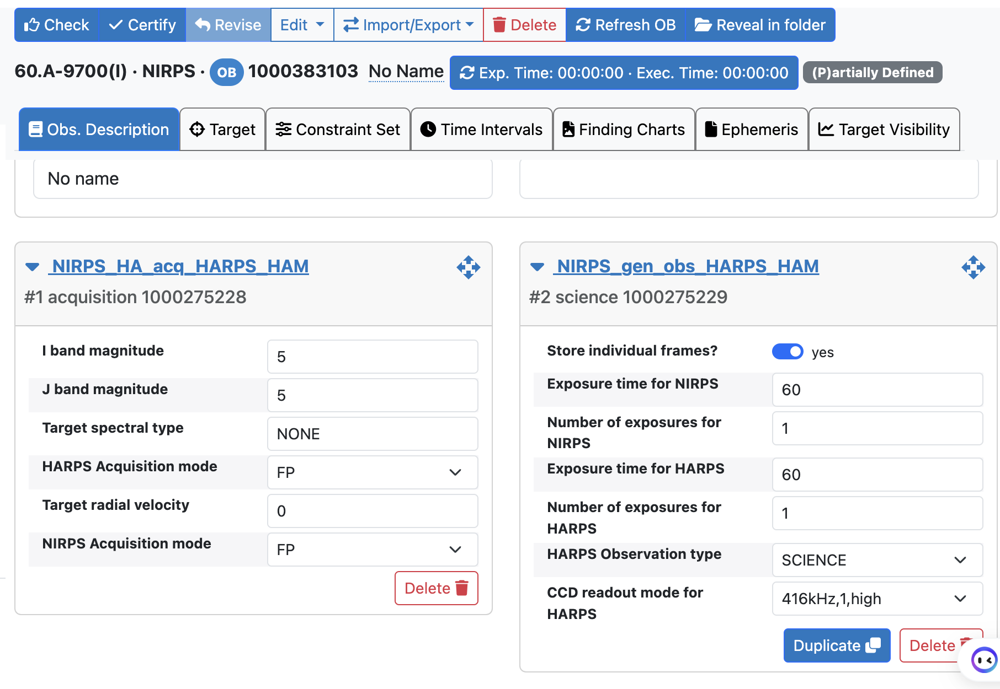 Check Certify Revise Edit Import/Export Delete Refresh OB Reveal in folder
60.A-9700(I) · NIRPS · OB 1000383103 No Name Exp. Time: 00:00:00 · Exec. Time: 00:00:00 (P)artially Defined
Obs. Description Target Constraint Set Time Intervals Finding Charts Ephemeris Target Visibility
No name
NIRPS_HA_acq_HARPS_HAM
#1 acquisition 1000275228
I band magnitude 5
J band magnitude 5
Target spectral type NONE
HARPS Acquisition mode FP
Target radial velocity 0
NIRPS Acquisition mode FP
Delete
NIRPS_gen_obs_HARPS_HAM
#2 science 1000275229
Store individual frames? yes
Exposure time for NIRPS 60
Number of exposures for 1
NIRPS
Exposure time for HARPS 60
Number of exposures for 1
HARPS
HARPS Observation type SCIENCE
CCD readout mode for 416kHz,1,high
HARPS
Duplicate Delete